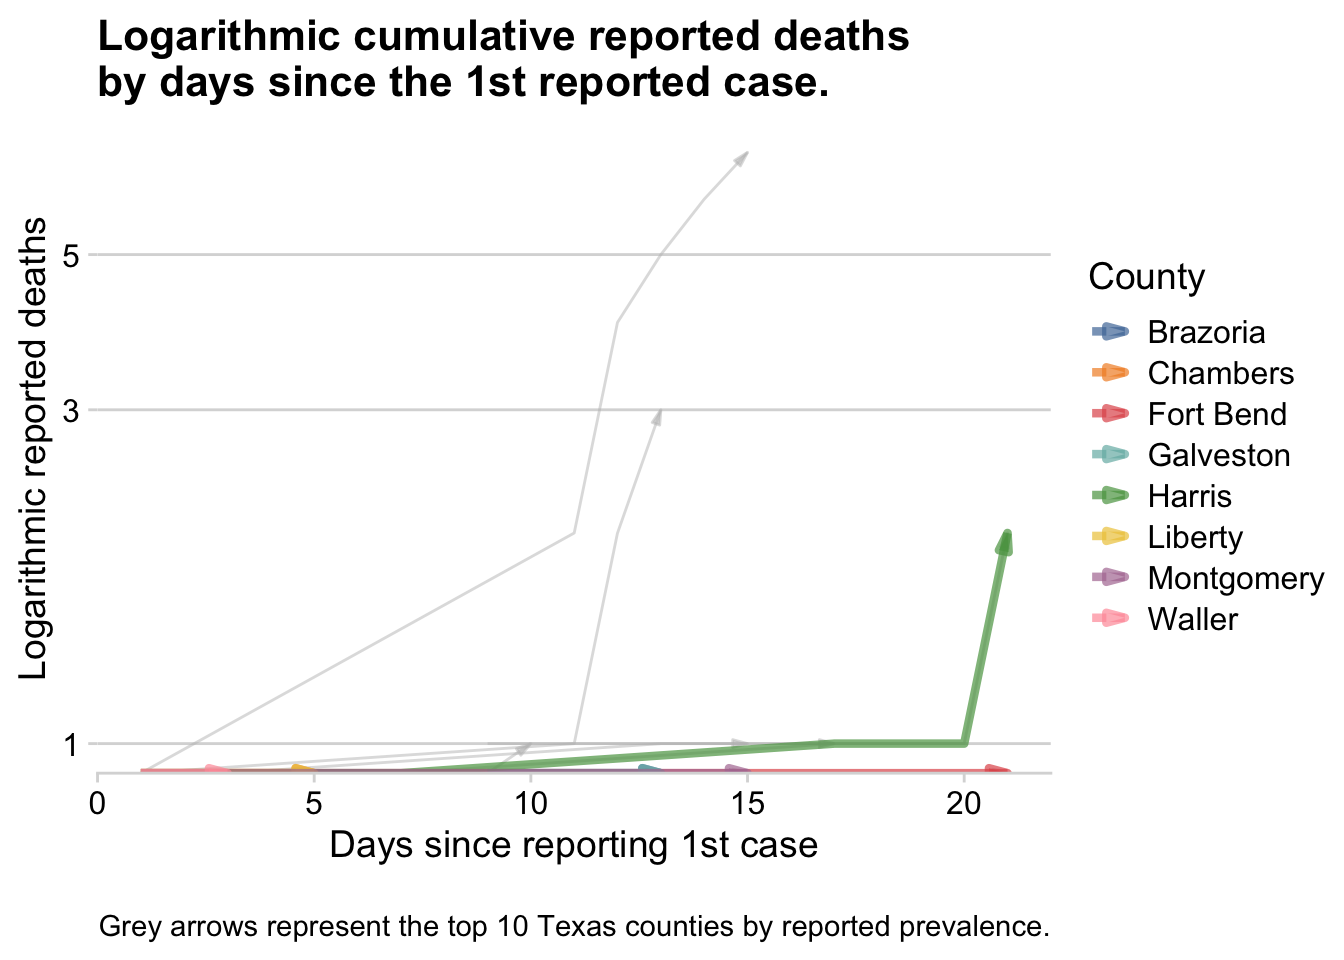 Logarithmic cumulative reported deaths
by days since the 1st reported case.
Logarithmic reported deaths
5
3
1
0 5 10 15 20
Days since reporting 1st case
County
Brazoria
Chambers
Fort Bend
Galveston
Harris
Liberty
Montgomery
Waller
Grey arrows represent the top 10 Texas counties by reported prevalence.